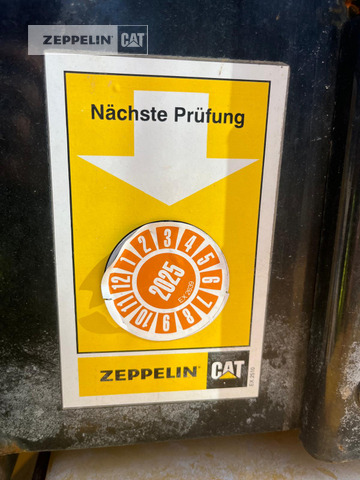 ZEPPELIN CAT
Nächste Prüfung
1 2 3 4 5 6 7 8 9 10 11 12
2025
ZEPPELIN CAT